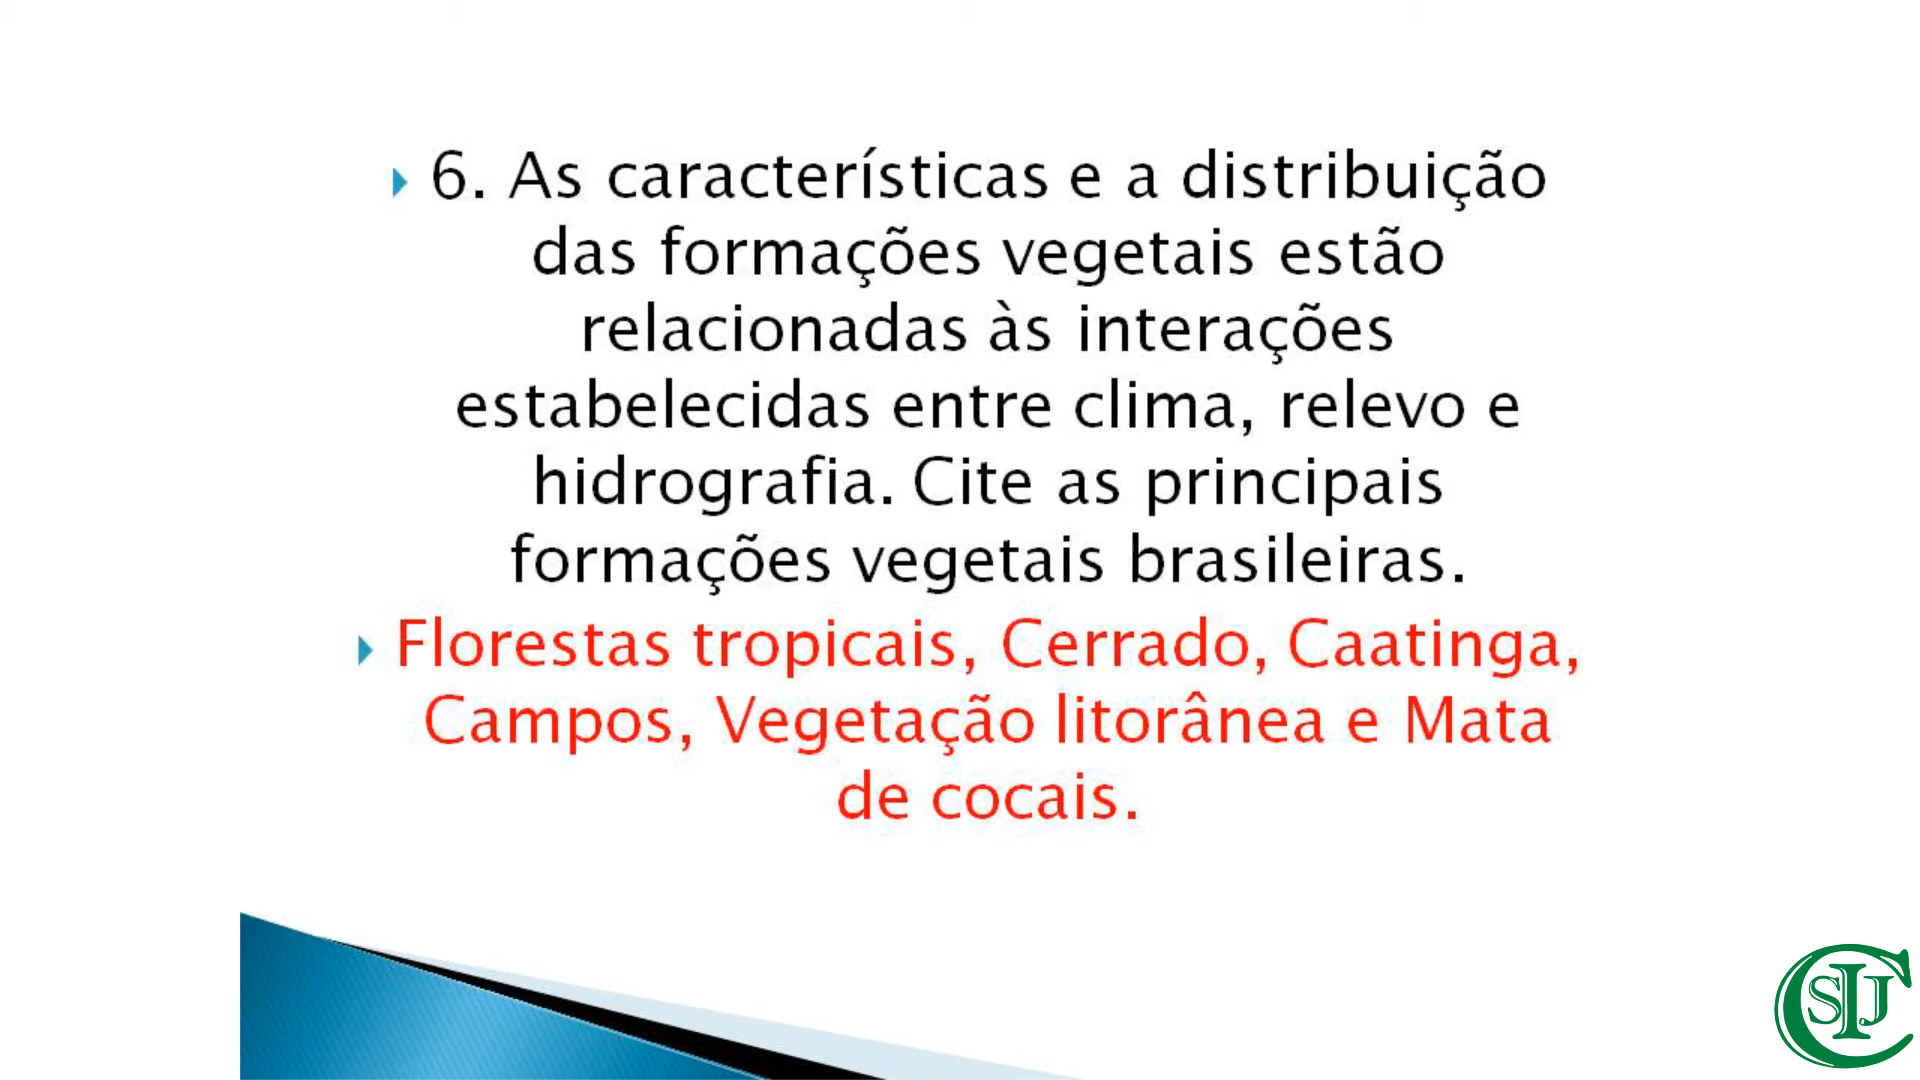 6. As características e a distribuição
das formações vegetais estão
relacionadas às interações
estabelecidas entre clima, relevo e
hidrografia. Cite as principais
formações vegetais brasileiras.
Florestas tropicais, Cerrado, Caatinga,
Campos, Vegetação litorânea e Mata
de cocais.
CSIJ